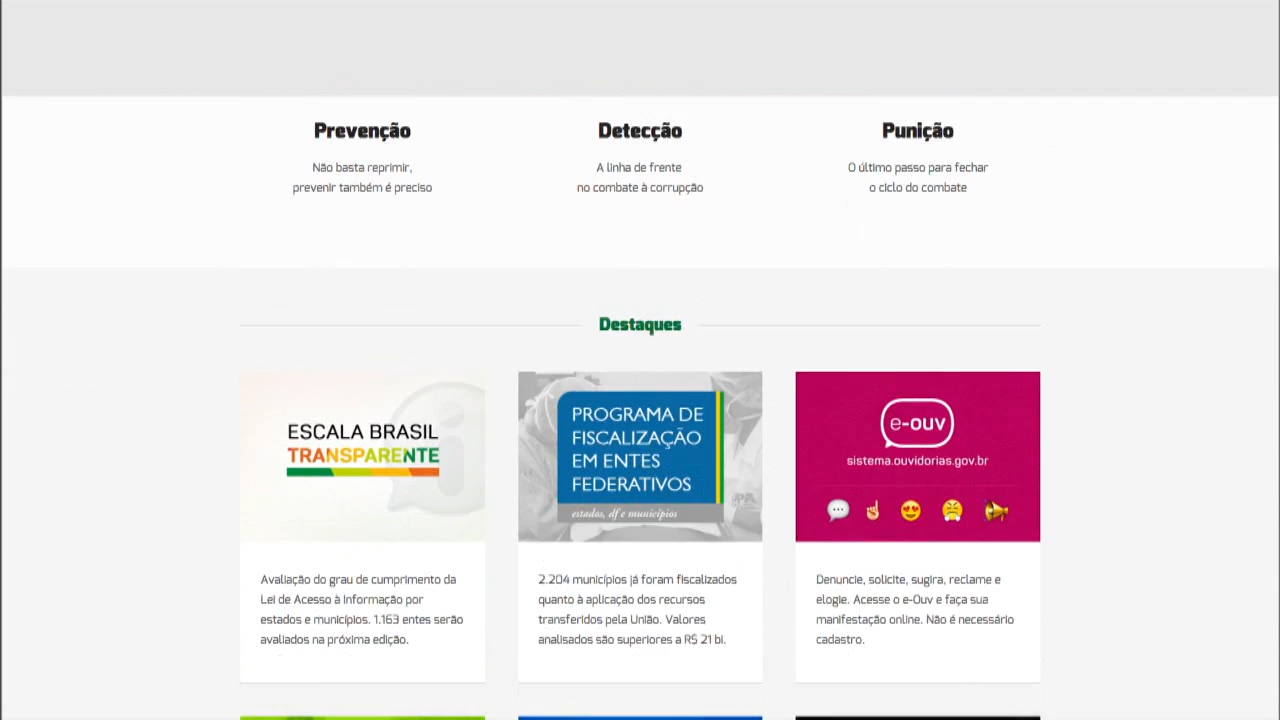 Prevenção
Não basta reprimir,
prevenir também é preciso
Detecção
A linha de frente
no combate à corrupção
Punição
O último passo para fechar
o ciclo do combate
Destaques
ESCALA BRASIL
TRANSPARENTE
Avaliação do grau de cumprimento da
Lei de Acesso à Informação por
estados e municípios. 1.163 entes serão
avaliados na próxima edição.
PROGRAMA DE
FISCALIZAÇÃO
EM ENTES
FEDERATIVOS
estados, df e municípios
2.204 municípios já foram fiscalizados
quanto à aplicação dos recursos
transferidos pela União. Valores
analisados são superiores a R$ 21 bi.
e-ouv
sistema.ouvidorias.gov.br
Denuncie, solicite, sugira, reclame e
elogie. Acesse o e-Ouv e faça sua
manifestação online. Não é necessário
cadastro.